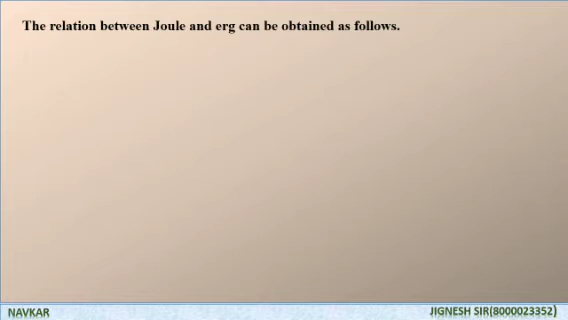 The relation between Joule and erg can be obtained as follows.
NAVKAR
JIGNESH SIR(8000023352)